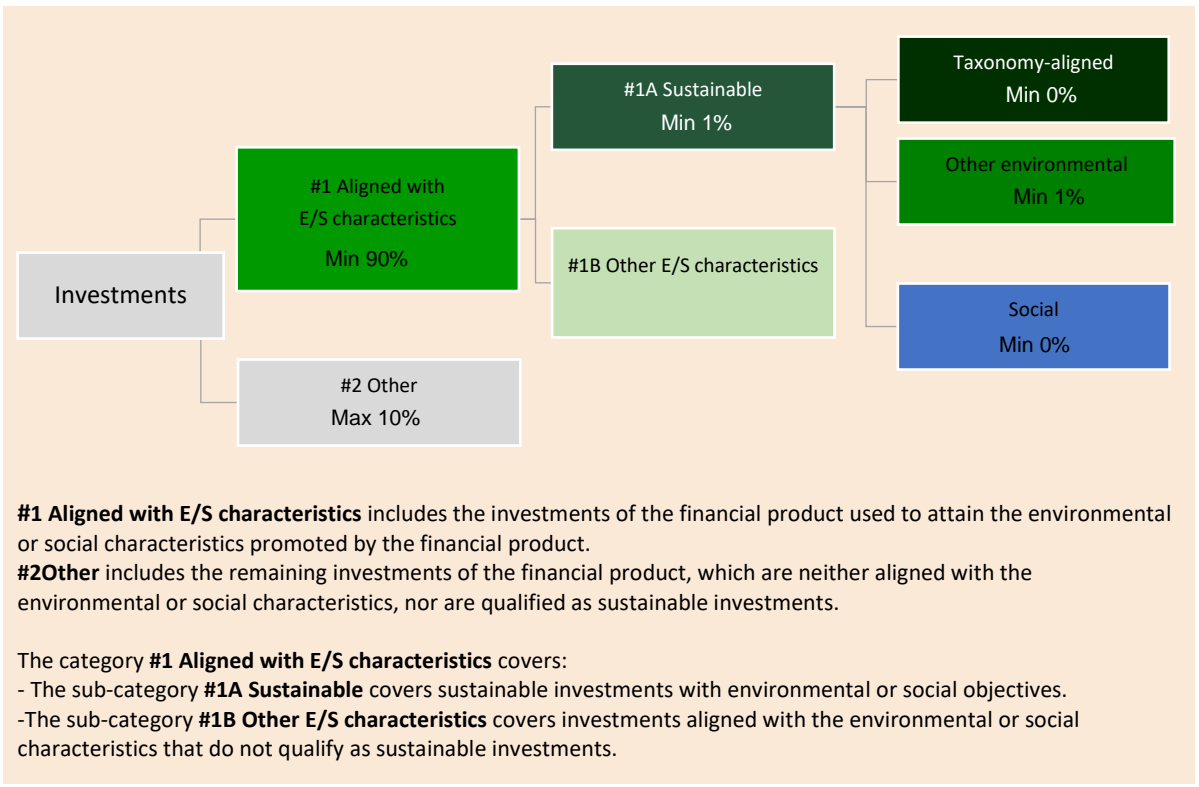 Investments
#1 Aligned with
E/S characteristics
Min 90%
#2 Other
Max 10%
#1A Sustainable
Min 1%
#1B Other E/S characteristics
Taxonomy-aligned
Min 0%
Other environmental
Min 1%
Social
Min 0%
#1 Aligned with E/S characteristics includes the investments of the financial product used to attain the environmental
or social characteristics promoted by the financial product.
#2Other includes the remaining investments of the financial product, which are neither aligned with the
environmental or social characteristics, nor are qualified as sustainable investments.
The category #1 Aligned with E/S characteristics covers:
- The sub-category #1A Sustainable covers sustainable investments with environmental or social objectives.
-The sub-category #1B Other E/S characteristics covers investments aligned with the environmental or social
characteristics that do not qualify as sustainable investments.